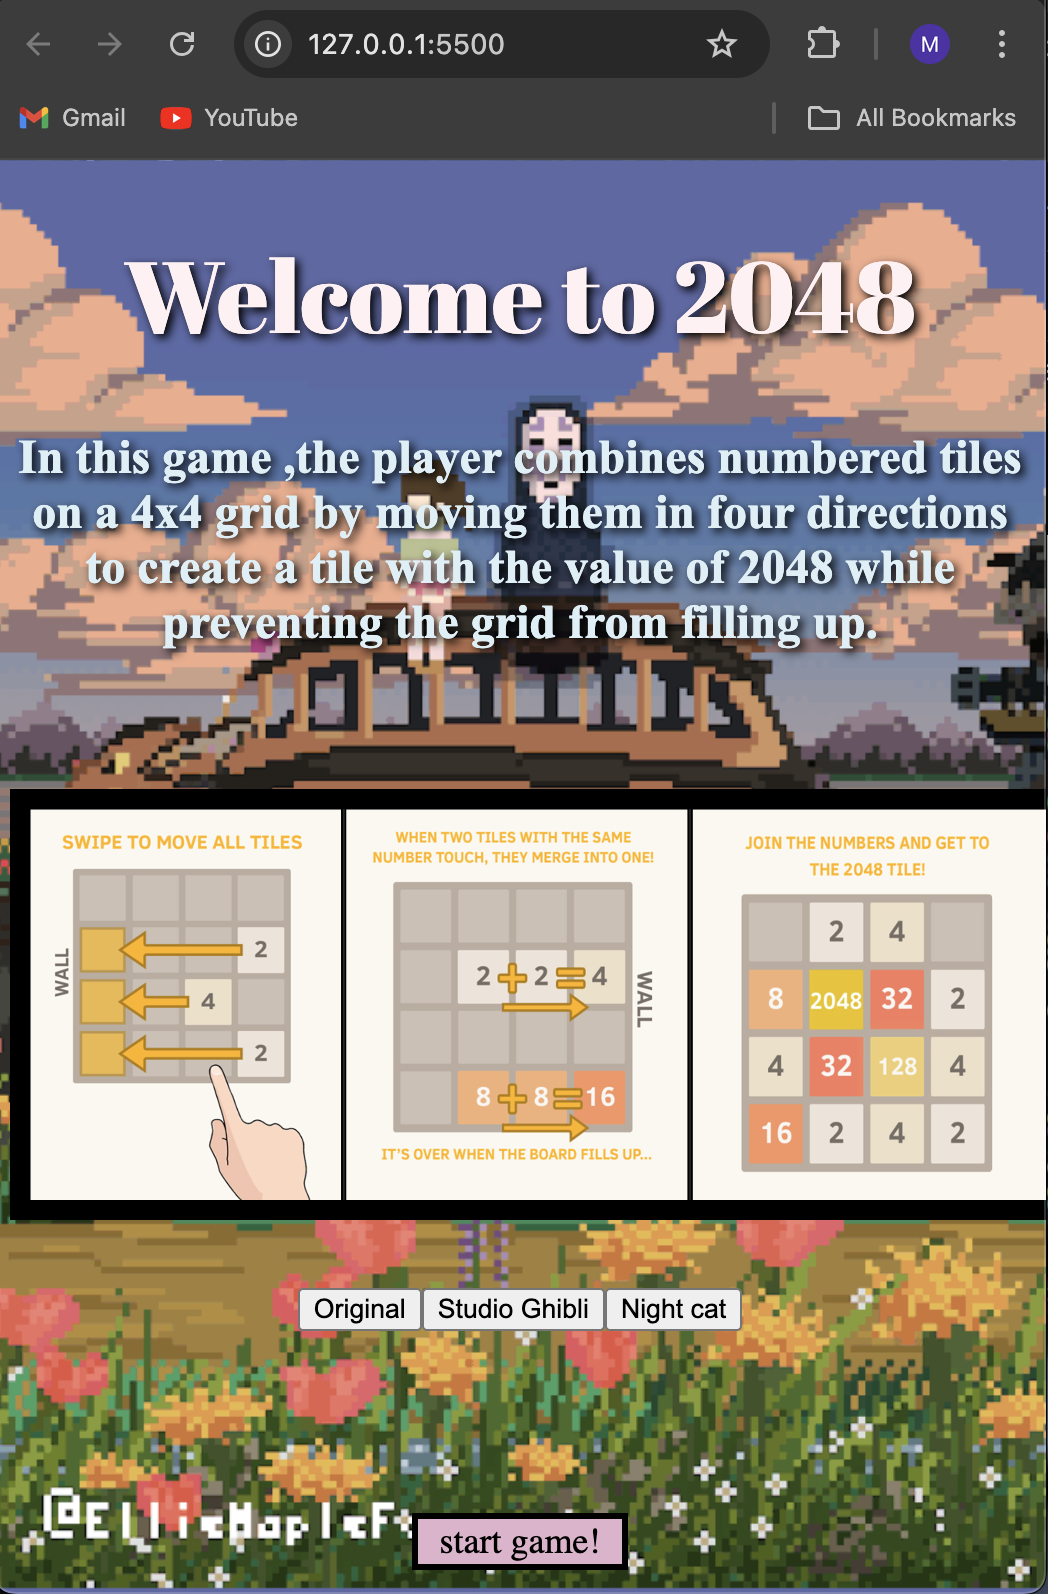 127.0.0.1:5500
M
Gmail
YouTube
All Bookmarks
Welcome to 2048
In this game ,the player combines numbered tiles
on a 4x4 grid by moving them in four directions
to create a tile with the value of 2048 while
preventing the grid from filling up.
SWIPE TO MOVE ALL TILES
WALL
2
4
2
WHEN TWO TILES WITH THE SAME
NUMBER TOUCH, THEY MERGE INTO ONE!
2 + 2 = 4
WALL
8 + 8 = 16
IT'S OVER WHEN THE BOARD FILLS UP...
JOIN THE NUMBERS AND GET TO
THE 2048 TILE!
2 4
8 2048 32 2
4 32 128 4
16 2 4 2
Original Studio Ghibli Night cat
@EllieMapleF
start game!